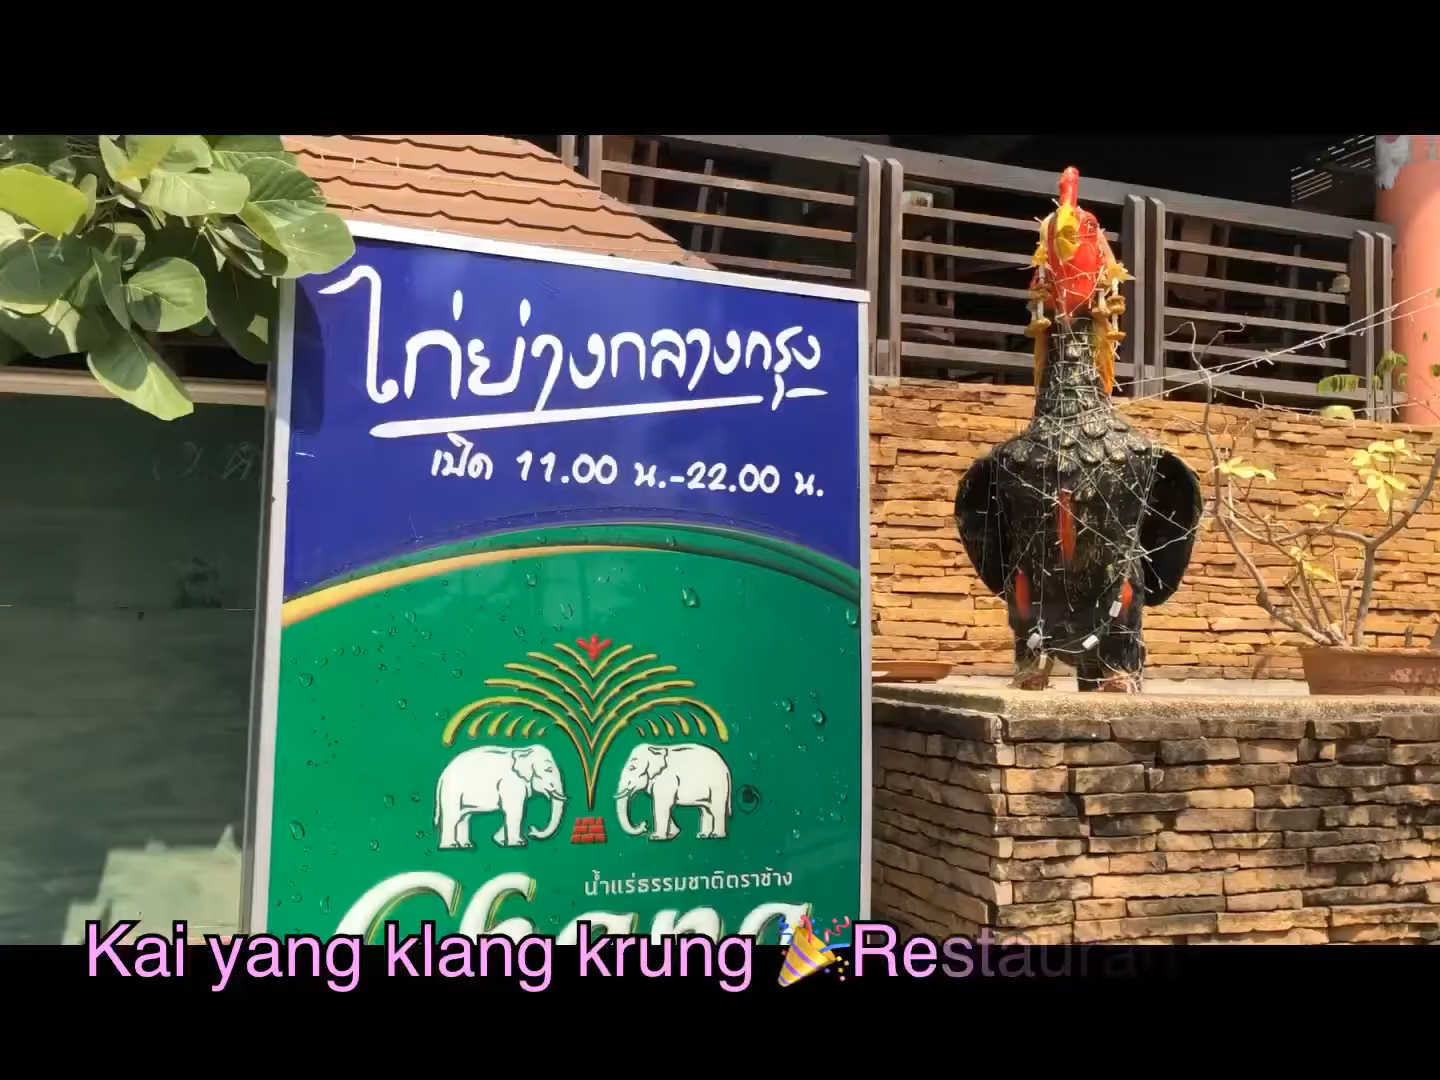 ไก่ย่างกลางกรุง
เปิด 11.00 น.-22.00 น.
น้ำแร่ธรรมชาติตราช้าง
Chang
Kai yang klang krung 🎉Restauran